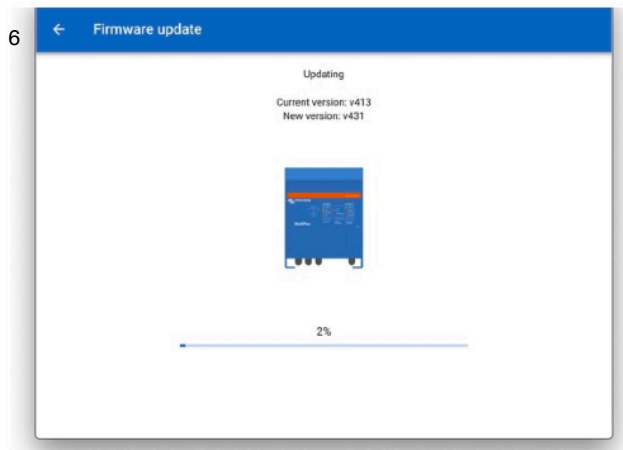 6
Firmware update
Updating
Current version: v413
New version: v431
2%